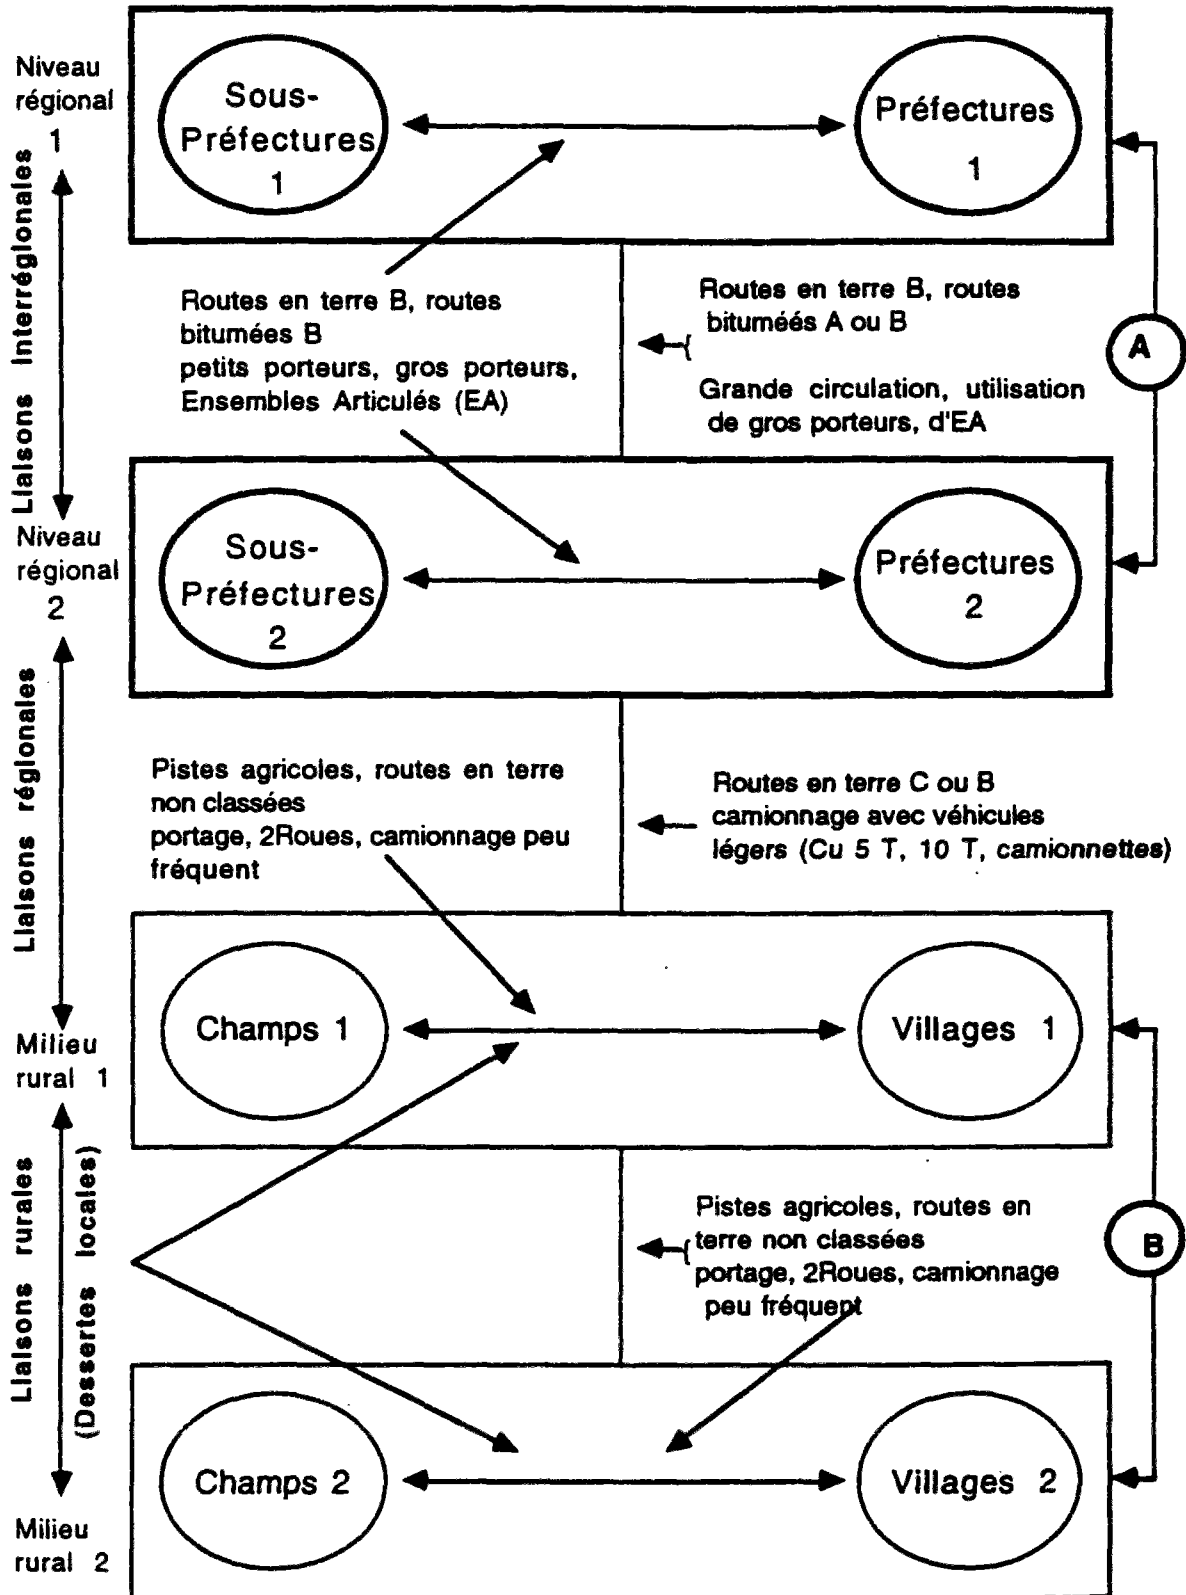 Niveau
régional
1
Liaisons Interrégionales
Sous-
Préfectures
1
Préfectures
1
Routes en terre B, routes
bitumées B
petits porteurs, gros porteurs,
Ensembles Articulés (EA)
Routes en terre B, routes
bituméés A ou B
Grande circulation, utilisation
de gros porteurs, d'EA
A
Niveau
régional
2
Liaisons régionales
Sous-
Préfectures
2
Préfectures
2
Pistes agricoles, routes en terre
non classées
portage, 2Roues, camionnage peu
fréquent
Routes en terre C ou B
camionnage avec véhicules
légers (Cu 5 T, 10 T, camionnettes)
Milieu
rural 1
Champs 1
Villages 1
Liaisons rurales
(Dessertes locales)
Pistes agricoles, routes en
terre non classées
portage, 2Roues, camionnage
peu fréquent
B
Champs 2
Villages 2
Milieu
rural 2